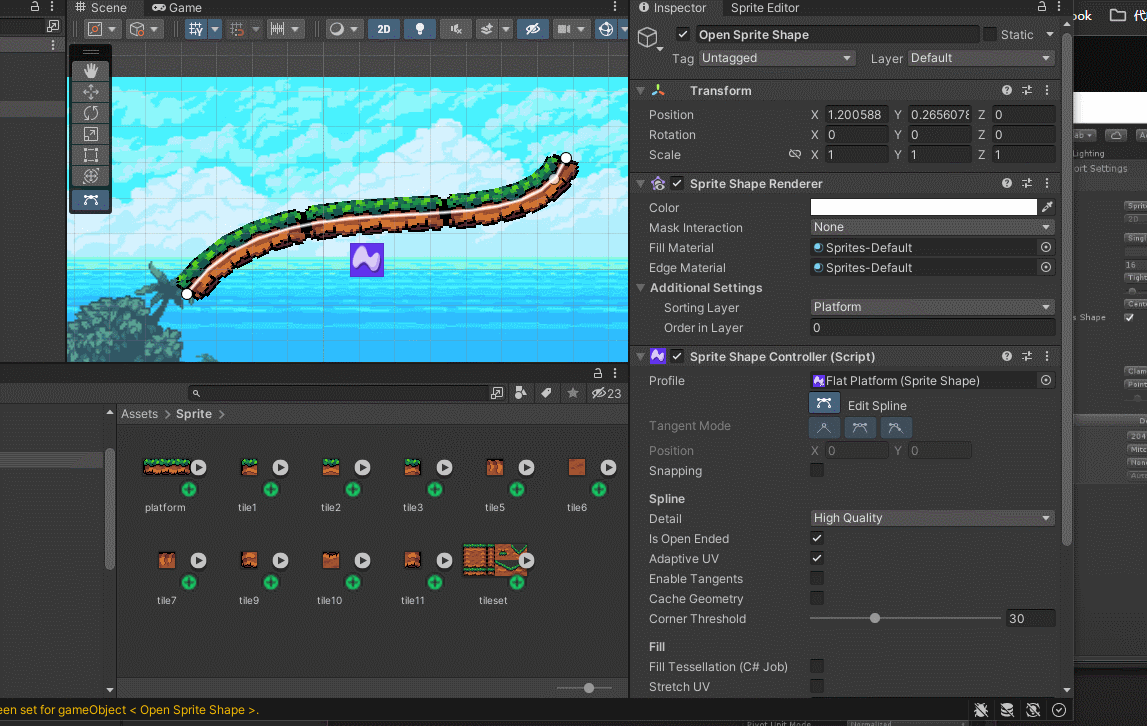 Scene
Game
2D
Inspector
Sprite Editor
ook
Open Sprite Shape
Static
Tag Untagged Layer Default
Transform
Position X 1.200588 Y 0.2656078 Z 0
Rotation X 0 Y 0 Z 0
Scale X 1 Y 1 Z 1
Sprite Shape Renderer
Color
Mask Interaction None
Fill Material Sprites-Default
Edge Material Sprites-Default
Additional Settings
Sorting Layer Platform
Order in Layer 0
Sprite Shape Controller (Script)
Profile Flat Platform (Sprite Shape)
Edit Spline
Tangent Mode
Position X 0 Y 0
Snapping
Spline
Detail High Quality
Is Open Ended
Adaptive UV
Enable Tangents
Cache Geometry
Corner Threshold 30
Fill
Fill Tessellation (C# Job)
Stretch UV
23
Assets > Sprite >
platform tile1 tile2 tile3 tile5 tile6
tile7 tile9 tile10 tile11 tileset
een set for gameObject < Open Sprite Shape >.
Lighting
ort Settings
16
s Shape
Pivot Unit Mode Normalized